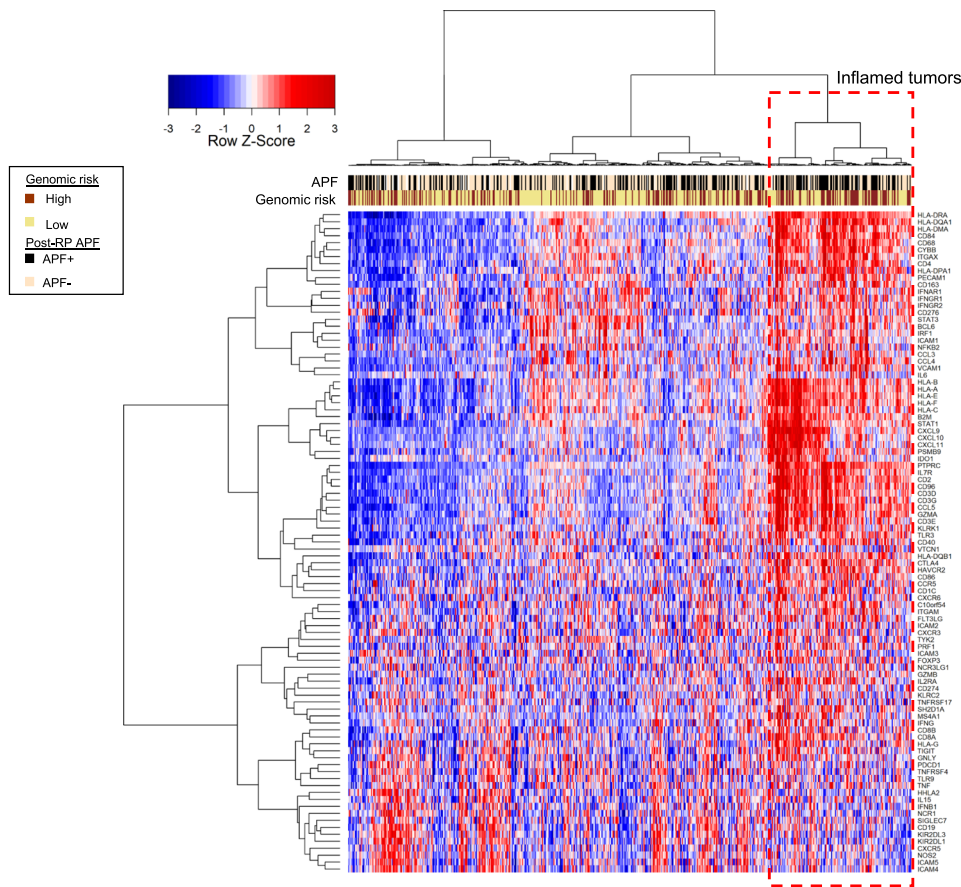 Inflamed tumors
-3 -2 -1 0 1 2 3
Row Z-Score
Genomic risk
High
Low
Post-RP APF
APF+
APF-
APF
Genomic risk
HLA-DRA
HLA-DQA1
HLA-DMA
CD84
CD68
CYBB
ITGAX
CD4
HLA-DPA1
PECAM1
CD163
IFNAR1
IFNGR1
IFNGR2
CD276
STAT3
BCL6
IRF1
ICAM1
NFKB2
CCL3
CCL4
VCAM1
IL6
HLA-B
HLA-A
HLA-E
HLA-F
HLA-C
B2M
STAT1
CXCL9
CXCL10
CXCL11
PSMB9
IDO1
PTPRC
IL7R
CD2
CD96
CD3D
CD3G
CCL5
GZMA
CD3E
KLRK1
TLR3
CD40
VTCN1
HLA-DQB1
CTLA4
HAVCR2
CD86
CCR5
CD1C
CXCR6
C10orf54
ITGAM
FLT3LG
ICAM2
CXCR3
TYK2
PRF1
ICAM3
FOXP3
NCR3LG1
GZMB
IL2RA
CD274
KLRC2
TNFRSF17
SH2D1A
MS4A1
IFNG
CD8B
CD8A
HLA-G
TIGIT
GNLY
PDCD1
TNFRSF4
TLR9
TNF
HHLA2
IL15
IFNB1
NCR1
SIGLEC7
CD19
KIR2DL3
KIR2DL1
CXCR5
NOS2
ICAM5
ICAM4